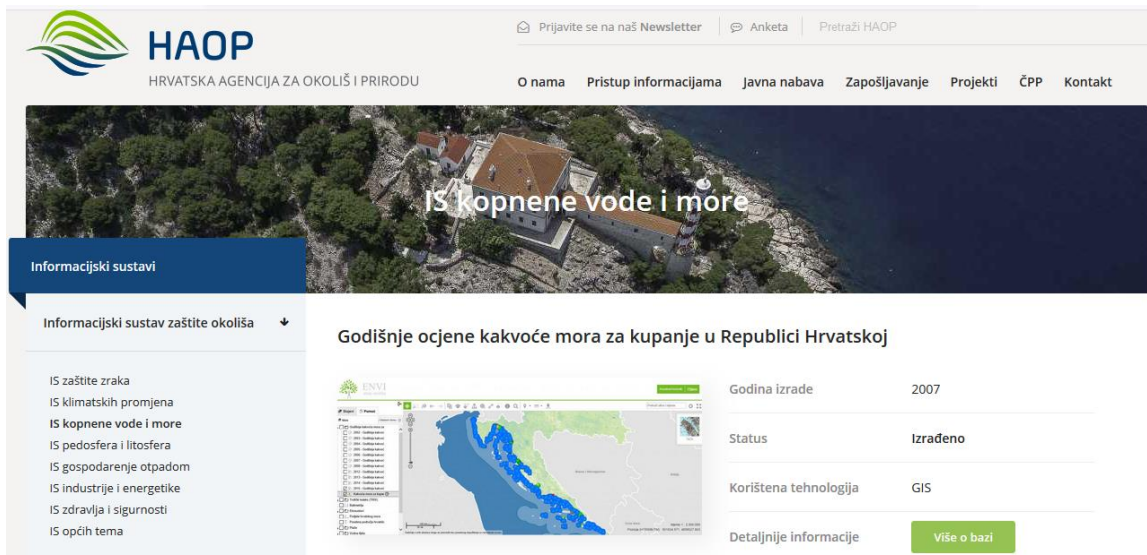 HAOP
HRVATSKA AGENCIJA ZA OKOLIŠ I PRIRODU
Prijavite se na naš Newsletter
Anketa
Pretraži HAOP
O nama Pristup informacijama Javna nabava Zapošljavanje Projekti ČPP Kontakt
IS kopnene vode i more
Informacijski sustavi
Informacijski sustav zaštite okoliša
IS zaštite zraka
IS klimatskih promjena
IS kopnene vode i more
IS pedosfera i litosfera
IS gospodarenje otpadom
IS industrije i energetike
IS zdravlja i sigurnosti
IS općih tema
Godišnje ocjene kakvoće mora za kupanje u Republici Hrvatskoj
ENVI
Godina izrade 2007
Status Izrađeno
Korištena tehnologija GIS
Detaljnije informacije Više o bazi